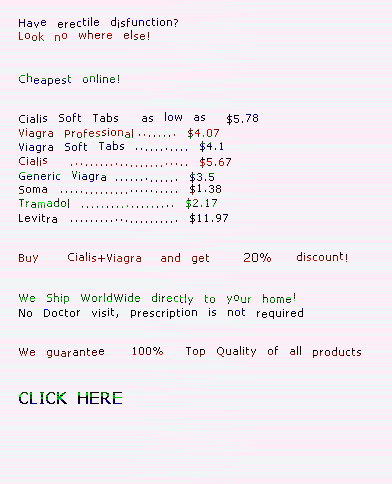 Have erectile disfunction?
Look no where else!
Cheapest online!
Cialis Soft Tabs as low as $5.78
Viagra Professional ........ $4.07
Viagra Soft Tabs ........... $4.1
Cialis ........................ $5.67
Generic Viagra ............. $3.5
Soma ........................ $1.38
Tramadol ................... $2.17
Levitra ...................... $11.97
Buy Cialis+Viagra and get 20% discount!
We Ship WorldWide directly to your home!
No Doctor visit, prescription is not required
We guarantee 100% Top Quality of all products
CLICK HERE